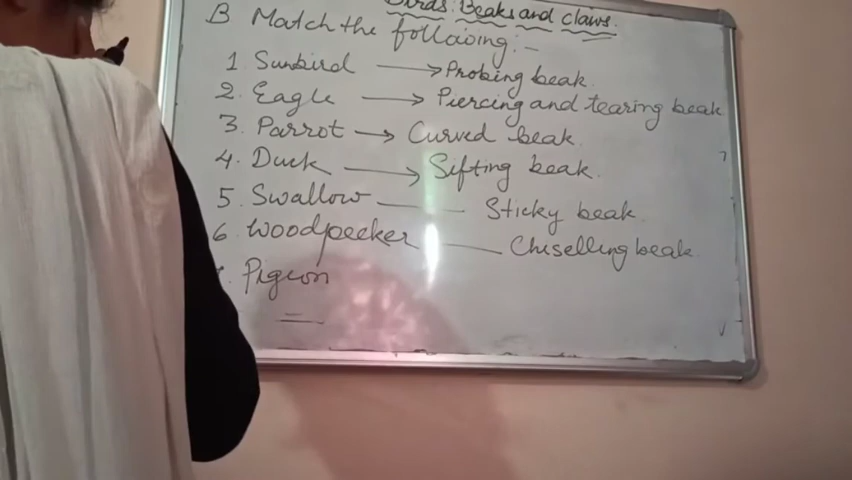 Birds: Beaks and claws.
B Match the following:-
1 Sunbird → Probing beak.
2. Eagle → Piercing and tearing beak
3. Parrot → Curved beak.
4. Duck → Sifting beak.
5. Swallow — Sticky beak.
6 Woodpecker — Chiselling beak.
Pigeon